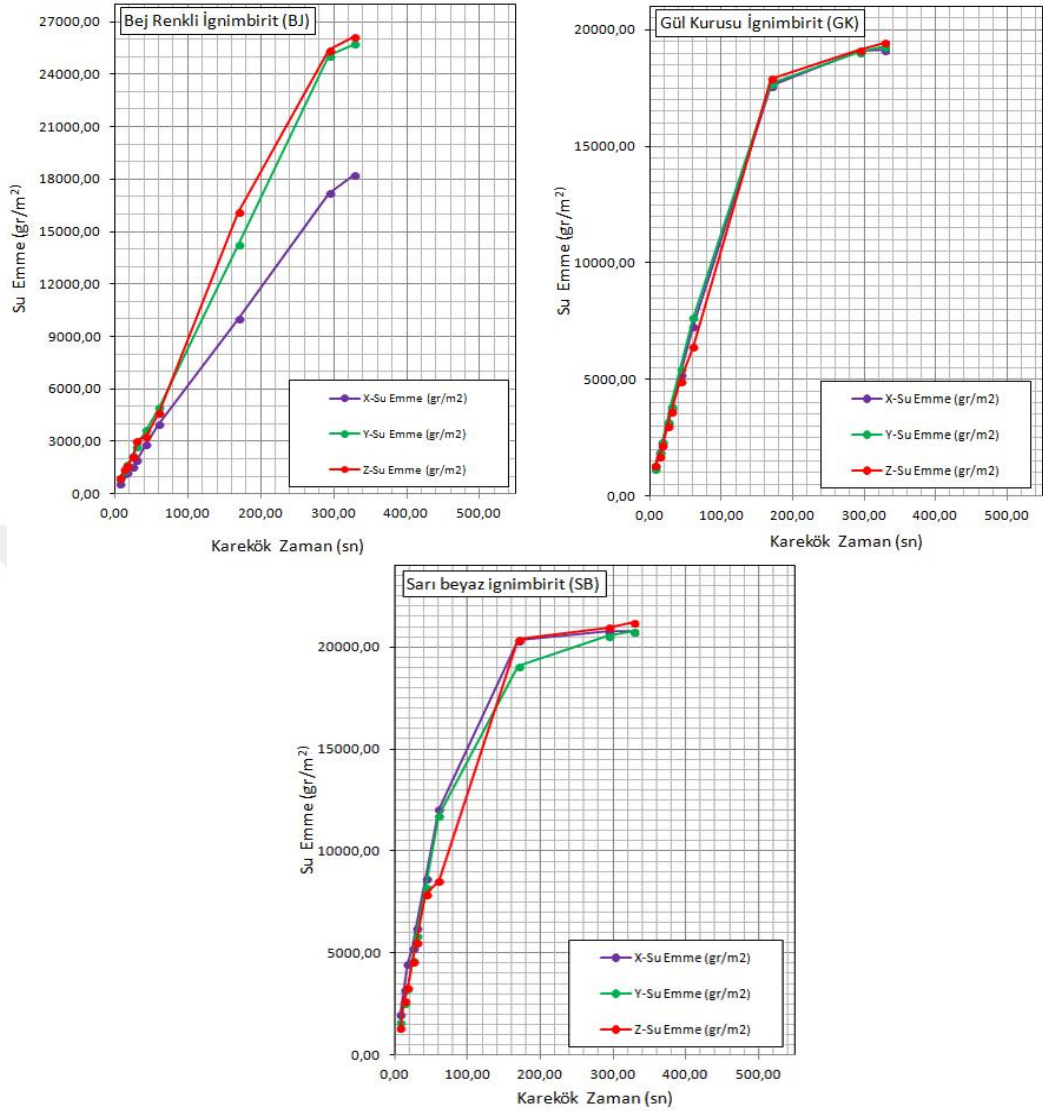 Bej Renkli İgnimbirit (BJ)
27000,00
24000,00
21000,00
18000,00
15000,00
12000,00
9000,00
6000,00
3000,00
0,00
Su Emme (gr/m²)
X-Su Emme (gr/m2)
Y-Su Emme (gr/m2)
Z-Su Emme (gr/m2)
0,00 100,00 200,00 300,00 400,00 500,00
Karekök Zaman (sn)
Gül Kurusu İgnimbirit (GK)
20000,00
15000,00
10000,00
5000,00
0,00
Su Emme (gr/m²)
X-Su Emme (gr/m2)
Y-Su Emme (gr/m2)
Z-Su Emme (gr/m2)
0,00 100,00 200,00 300,00 400,00 500,00
Karekök Zaman (sn)
Sarı beyaz ignimbirit (SB)
20000,00
15000,00
10000,00
5000,00
0,00
Su Emme (gr/m²)
X-Su Emme (gr/m2)
Y-Su Emme (gr/m2)
Z-Su Emme (gr/m2)
0,00 100,00 200,00 300,00 400,00 500,00
Karekök Zaman (sn)